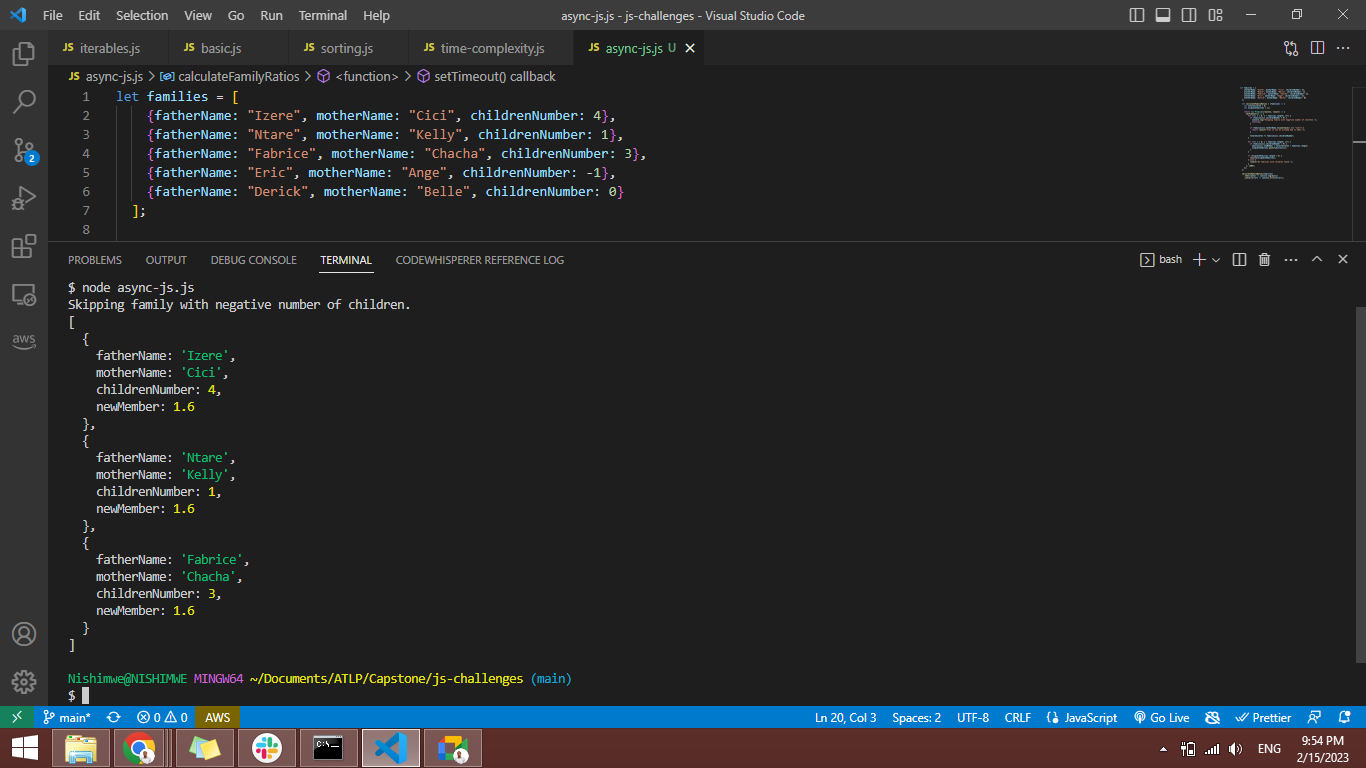 File Edit Selection View Go Run Terminal Help
async-js.js - js-challenges - Visual Studio Code
JS iterables.js JS basic.js JS sorting.js JS time-complexity.js JS async-js.js U
JS async-js.js > calculateFamilyRatios > <function> > setTimeout() callback
1 let families = [
2 {fatherName: "Izere", motherName: "Cici", childrenNumber: 4},
3 {fatherName: "Ntare", motherName: "Kelly", childrenNumber: 1},
4 {fatherName: "Fabrice", motherName: "Chacha", childrenNumber: 3},
5 {fatherName: "Eric", motherName: "Ange", childrenNumber: -1},
6 {fatherName: "Derick", motherName: "Belle", childrenNumber: 0}
7 ];
8
2
PROBLEMS OUTPUT DEBUG CONSOLE TERMINAL CODEWHISPERER REFERENCE LOG
bash
$ node async-js.js
Skipping family with negative number of children.
[
{
fatherName: 'Izere',
motherName: 'Cici',
childrenNumber: 4,
newMember: 1.6
},
{
fatherName: 'Ntare',
motherName: 'Kelly',
childrenNumber: 1,
newMember: 1.6
},
{
fatherName: 'Fabrice',
motherName: 'Chacha',
childrenNumber: 3,
newMember: 1.6
}
]
Nishimwe@NISHIMWE MINGW64 ~/Documents/ATLP/Capstone/js-challenges (main)
$
aws
main* 0 0 AWS
Ln 20, Col 3 Spaces: 2 UTF-8 CRLF {} JavaScript Go Live Prettier
C:\
ENG
9:54 PM
2/15/2023